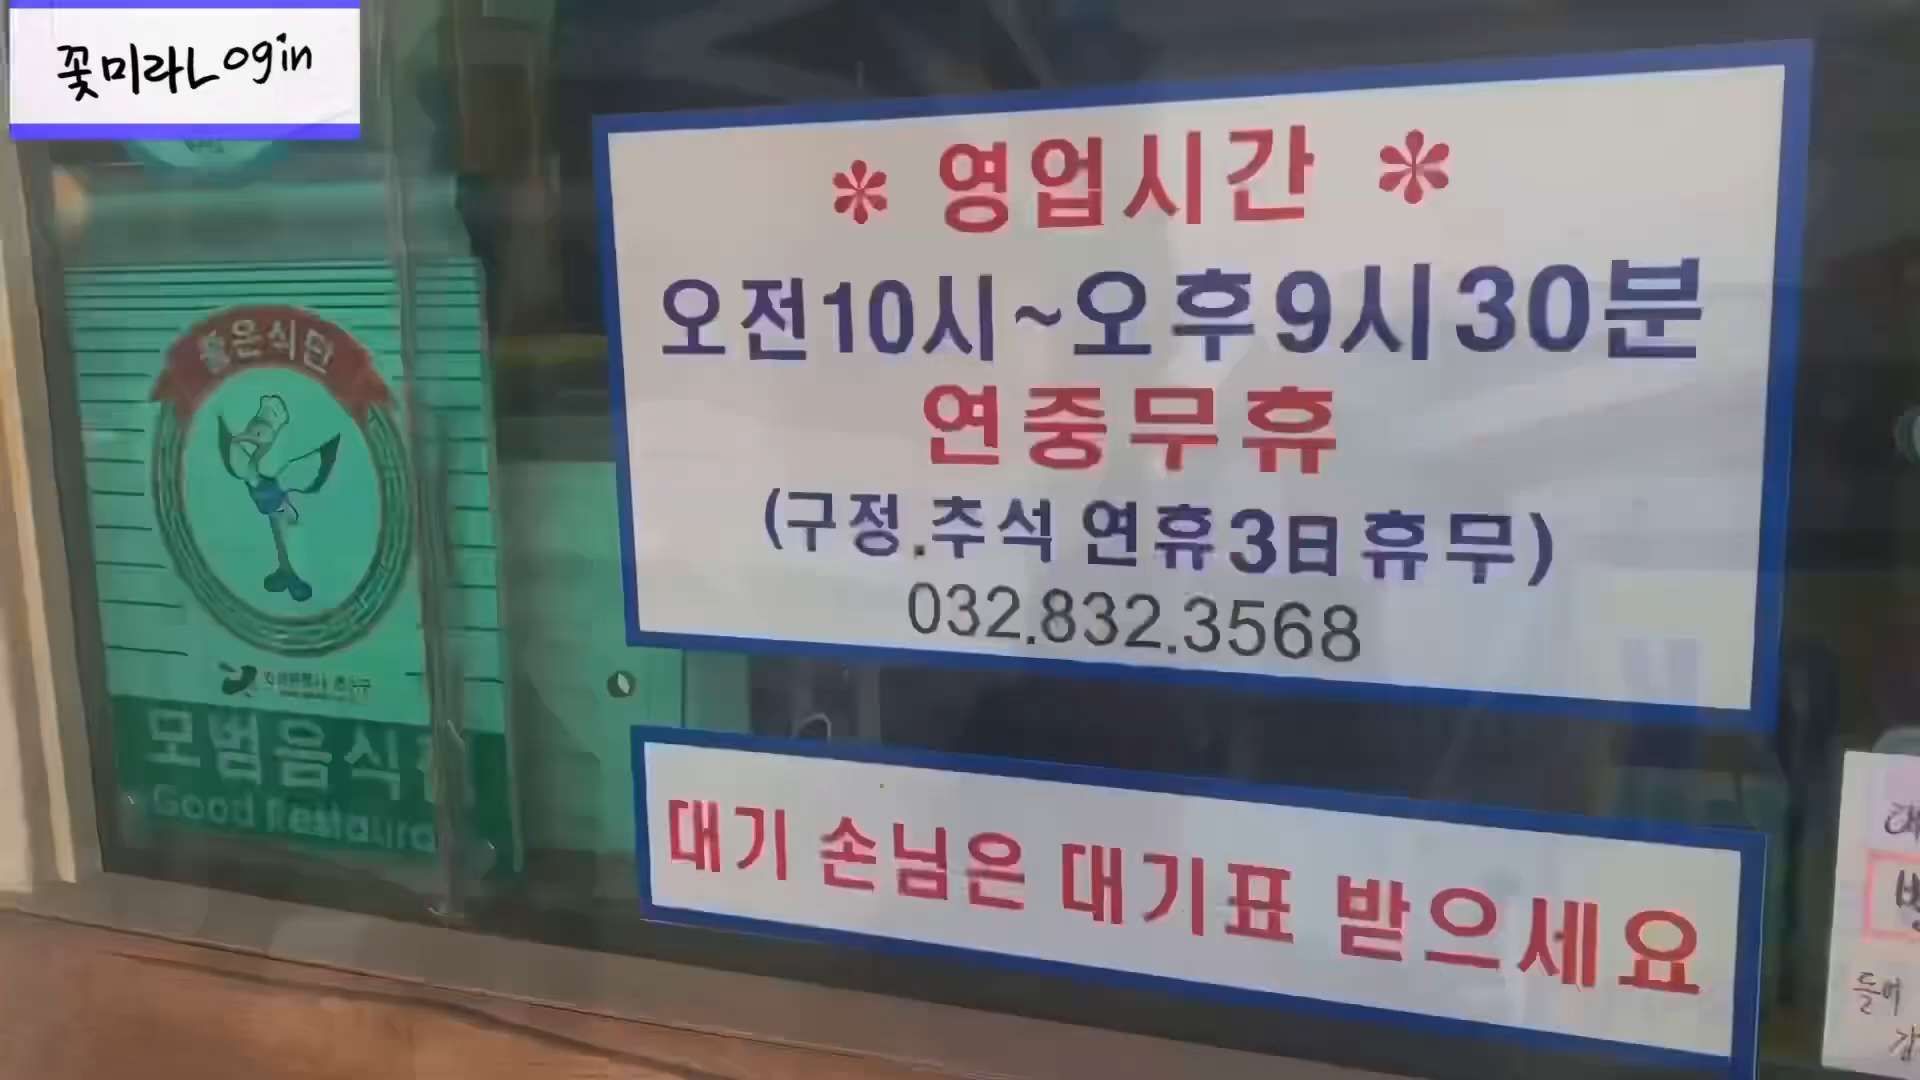 꽃미라Login
* 영업시간 *
오전10시~오후9시30분
연중무휴
(구정.추석 연휴3日 휴무)
032.832.3568
대기 손님은 대기표 받으세요
좋은식단
모범음식
Good Restaura
들어